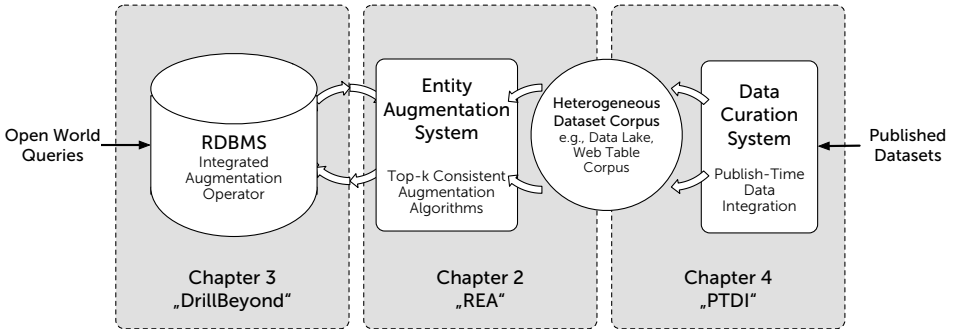 Open World
Queries
RDBMS
Integrated
Augmentation
Operator
Chapter 3
„DrillBeyond“
Entity
Augmentation
System
Top-k Consistent
Augmentation
Algorithms
Chapter 2
„REA“
Heterogeneous
Dataset Corpus
e.g., Data Lake,
Web Table
Corpus
Data
Curation
System
Publish-Time
Data
Integration
Chapter 4
„PTDI“
Published
Datasets